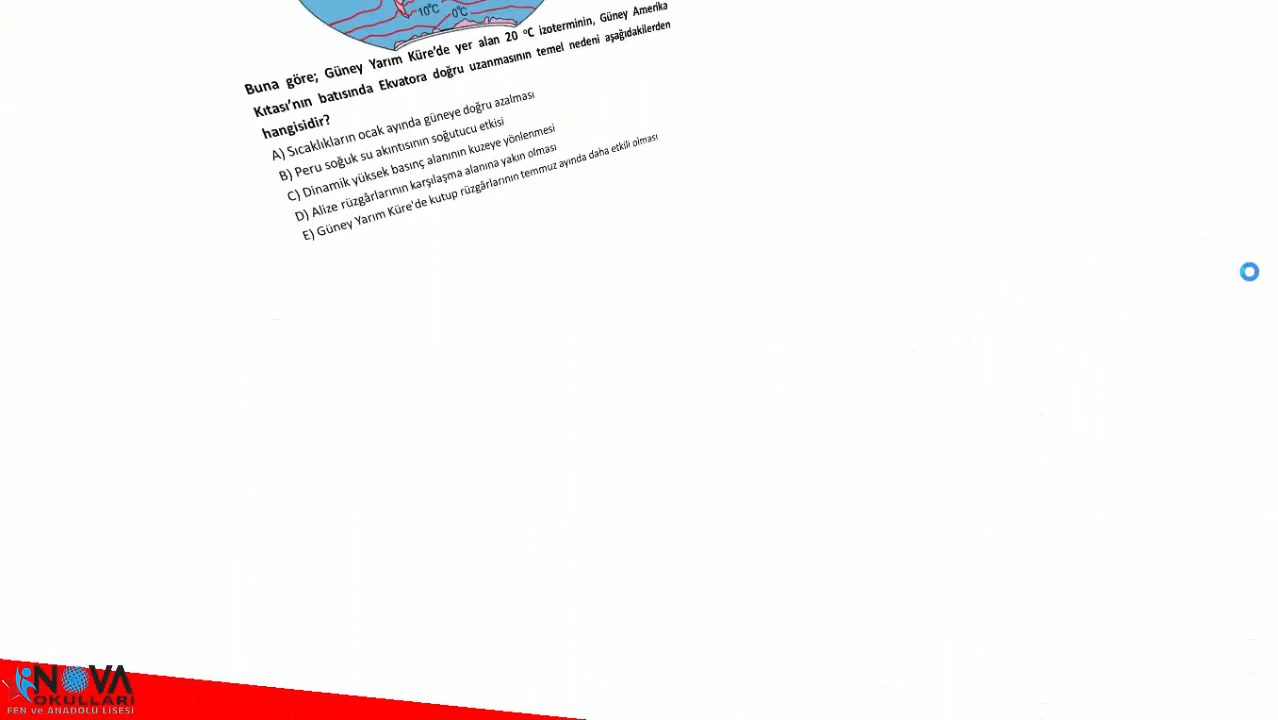 10°C 0°C
Buna göre; Güney Yarım Küre'de yer alan 20 °C izoterminin, Güney Amerika
Kıtası'nın batısında Ekvatora doğru uzanmasının temel nedeni aşağıdakilerden
hangisidir?
A) Sıcaklıkların ocak ayında güneye doğru azalması
B) Peru soğuk su akıntısının soğutucu etkisi
C) Dinamik yüksek basınç alanının kuzeye yönlenmesi
D) Alize rüzgârlarının karşılaşma alanına yakın olması
E) Güney Yarım Küre'de kutup rüzgârlarının temmuz ayında daha etkili olması
NOVA
OKULLARI
FEN ve ANADOLU LİSESİ